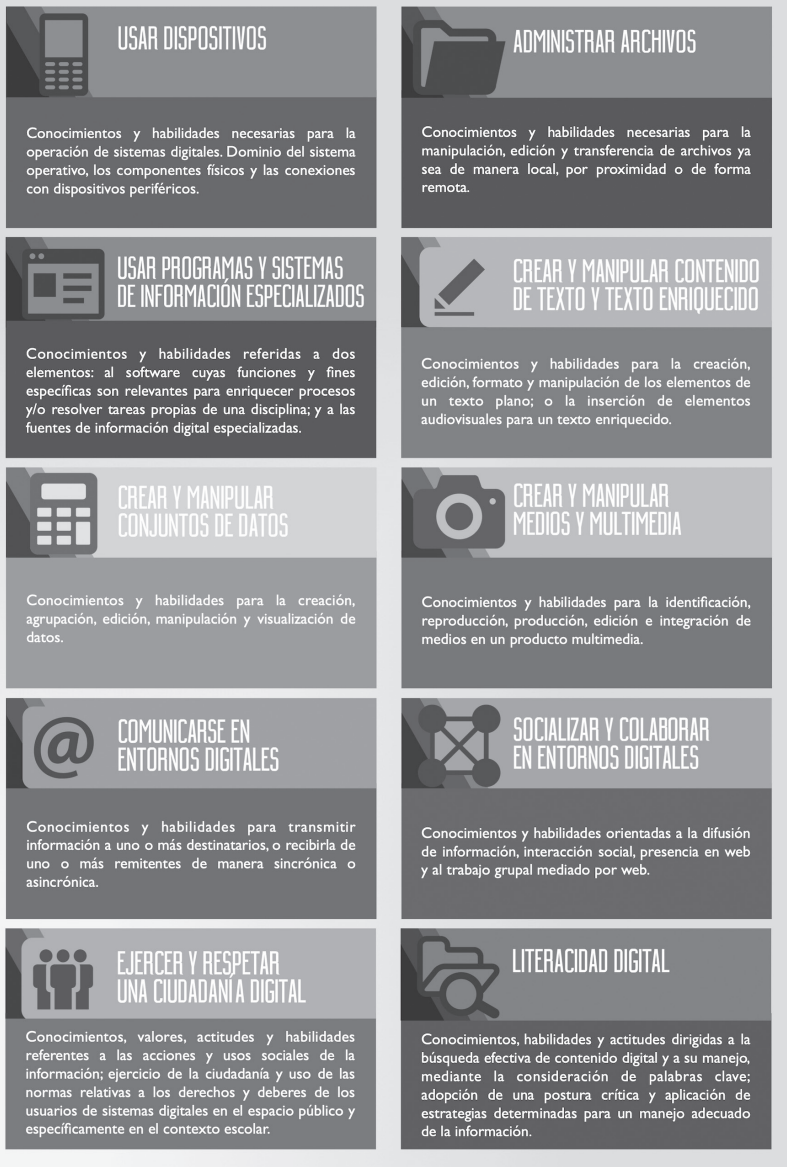 USAR DISPOSITIVOS
Conocimientos y habilidades necesarias para la
operación de sistemas digitales. Dominio del sistema
operativo, los componentes físicos y las conexiones
con dispositivos periféricos.
ADMINISTRAR ARCHIVOS
Conocimientos y habilidades necesarias para la
manipulación, edición y transferencia de archivos ya
sea de manera local, por proximidad o de forma
remota.
USAR PROGRAMAS Y SISTEMAS
DE INFORMACIÓN ESPECIALIZADOS
Conocimientos y habilidades referidas a dos
elementos: al software cuyas funciones y fines
específicas son relevantes para enriquecer procesos
y/o resolver tareas propias de una disciplina; y a las
fuentes de información digital especializadas.
CREAR Y MANIPULAR CONTENIDO
DE TEXTO Y TEXTO ENRIQUECIDO
Conocimientos y habilidades para la creación,
edición, formato y manipulación de los elementos de
un texto plano; o la inserción de elementos
audiovisuales para un texto enriquecido.
CREAR Y MANIPULAR
CONJUNTOS DE DATOS
Conocimientos y habilidades para la creación,
agrupación, edición, manipulación y visualización de
datos.
CREAR Y MANIPULAR
MEDIOS Y MULTIMEDIA
Conocimientos y habilidades para la identificación,
reproducción, producción, edición e integración de
medios en un producto multimedia.
@
COMUNICARSE EN
ENTORNOS DIGITALES
Conocimientos y habilidades para transmitir
información a uno o más destinatarios, o recibirla de
uno o más remitentes de manera sincrónica o
asincrónica.
SOCIALIZAR Y COLABORAR
EN ENTORNOS DIGITALES
Conocimientos y habilidades orientadas a la difusión
de información, interacción social, presencia en web
y al trabajo grupal mediado por web.
EJERCER Y RESPETAR
UNA CIUDADANÍA DIGITAL
Conocimientos, valores, actitudes y habilidades
referentes a las acciones y usos sociales de la
información; ejercicio de la ciudadanía y uso de las
normas relativas a los derechos y deberes de los
usuarios de sistemas digitales en el espacio público y
específicamente en el contexto escolar.
LITERACIDAD DIGITAL
Conocimientos, habilidades y actitudes dirigidas a la
búsqueda efectiva de contenido digital y a su manejo,
mediante la consideración de palabras clave;
adopción de una postura crítica y aplicación de
estrategias determinadas para un manejo adecuado
de la información.